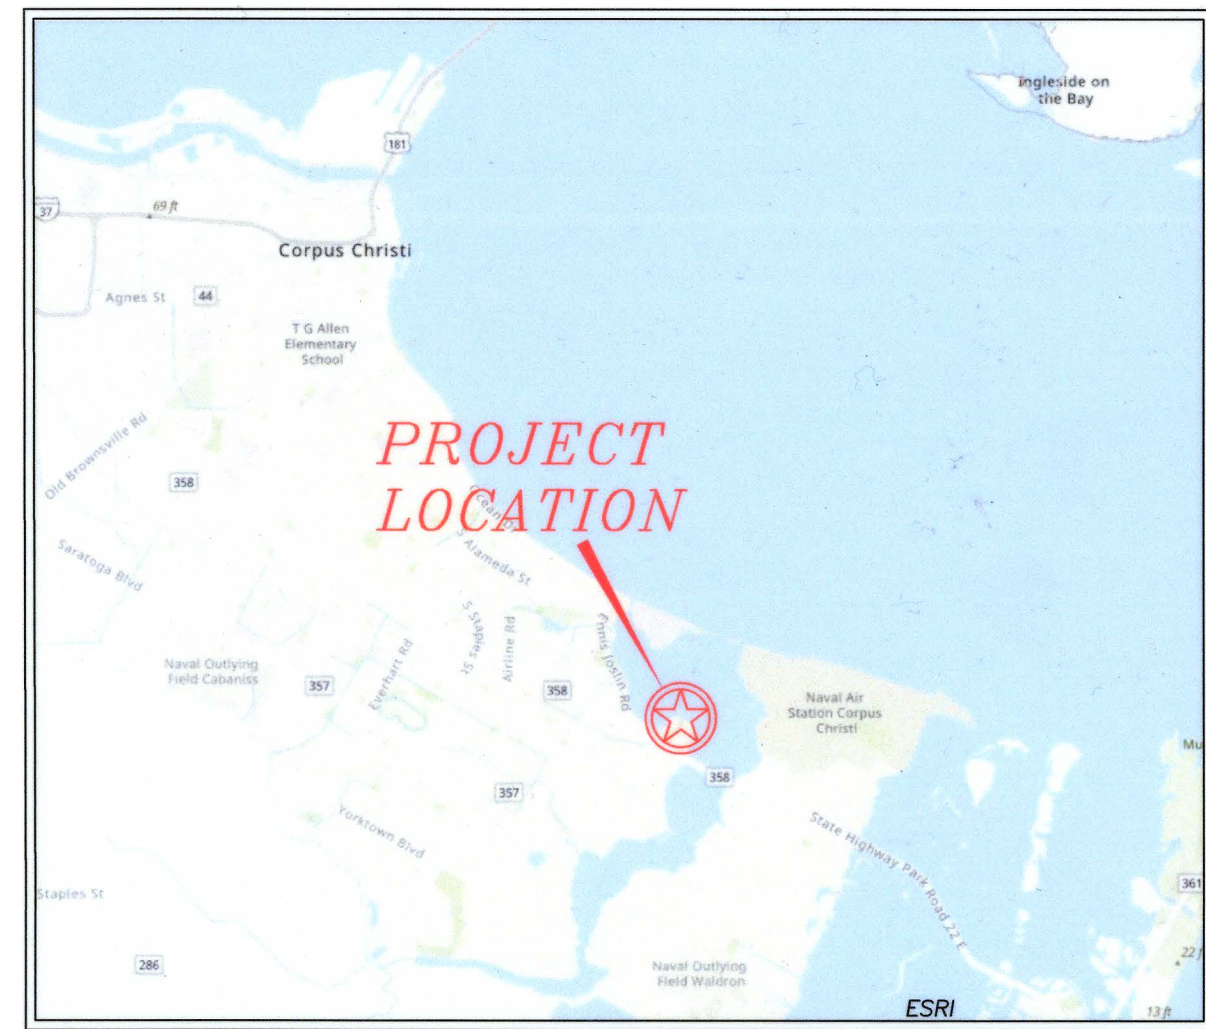 ingleside on
the Bay
181
37
69 ft
Corpus Christi
Agnes St
44
T G Allen
Elementary
School
PROJECT
LOCATION
Old Brownsville Rd
358
Ocean Dr
S Alameda St
Saratoga Blvd
S Staples St
Airline Rd
Ennis Joslin Rd
Everhart Rd
Naval Outlying
Field Cabaniss
357
358
Naval Air
Station Corpus
Christi
Mu
358
357
Yorktown Blvd
State Highway Park Road 22 E
361
Staples St
286
Naval Outlying
Field Waldron
22 f
ESRI
13 ft